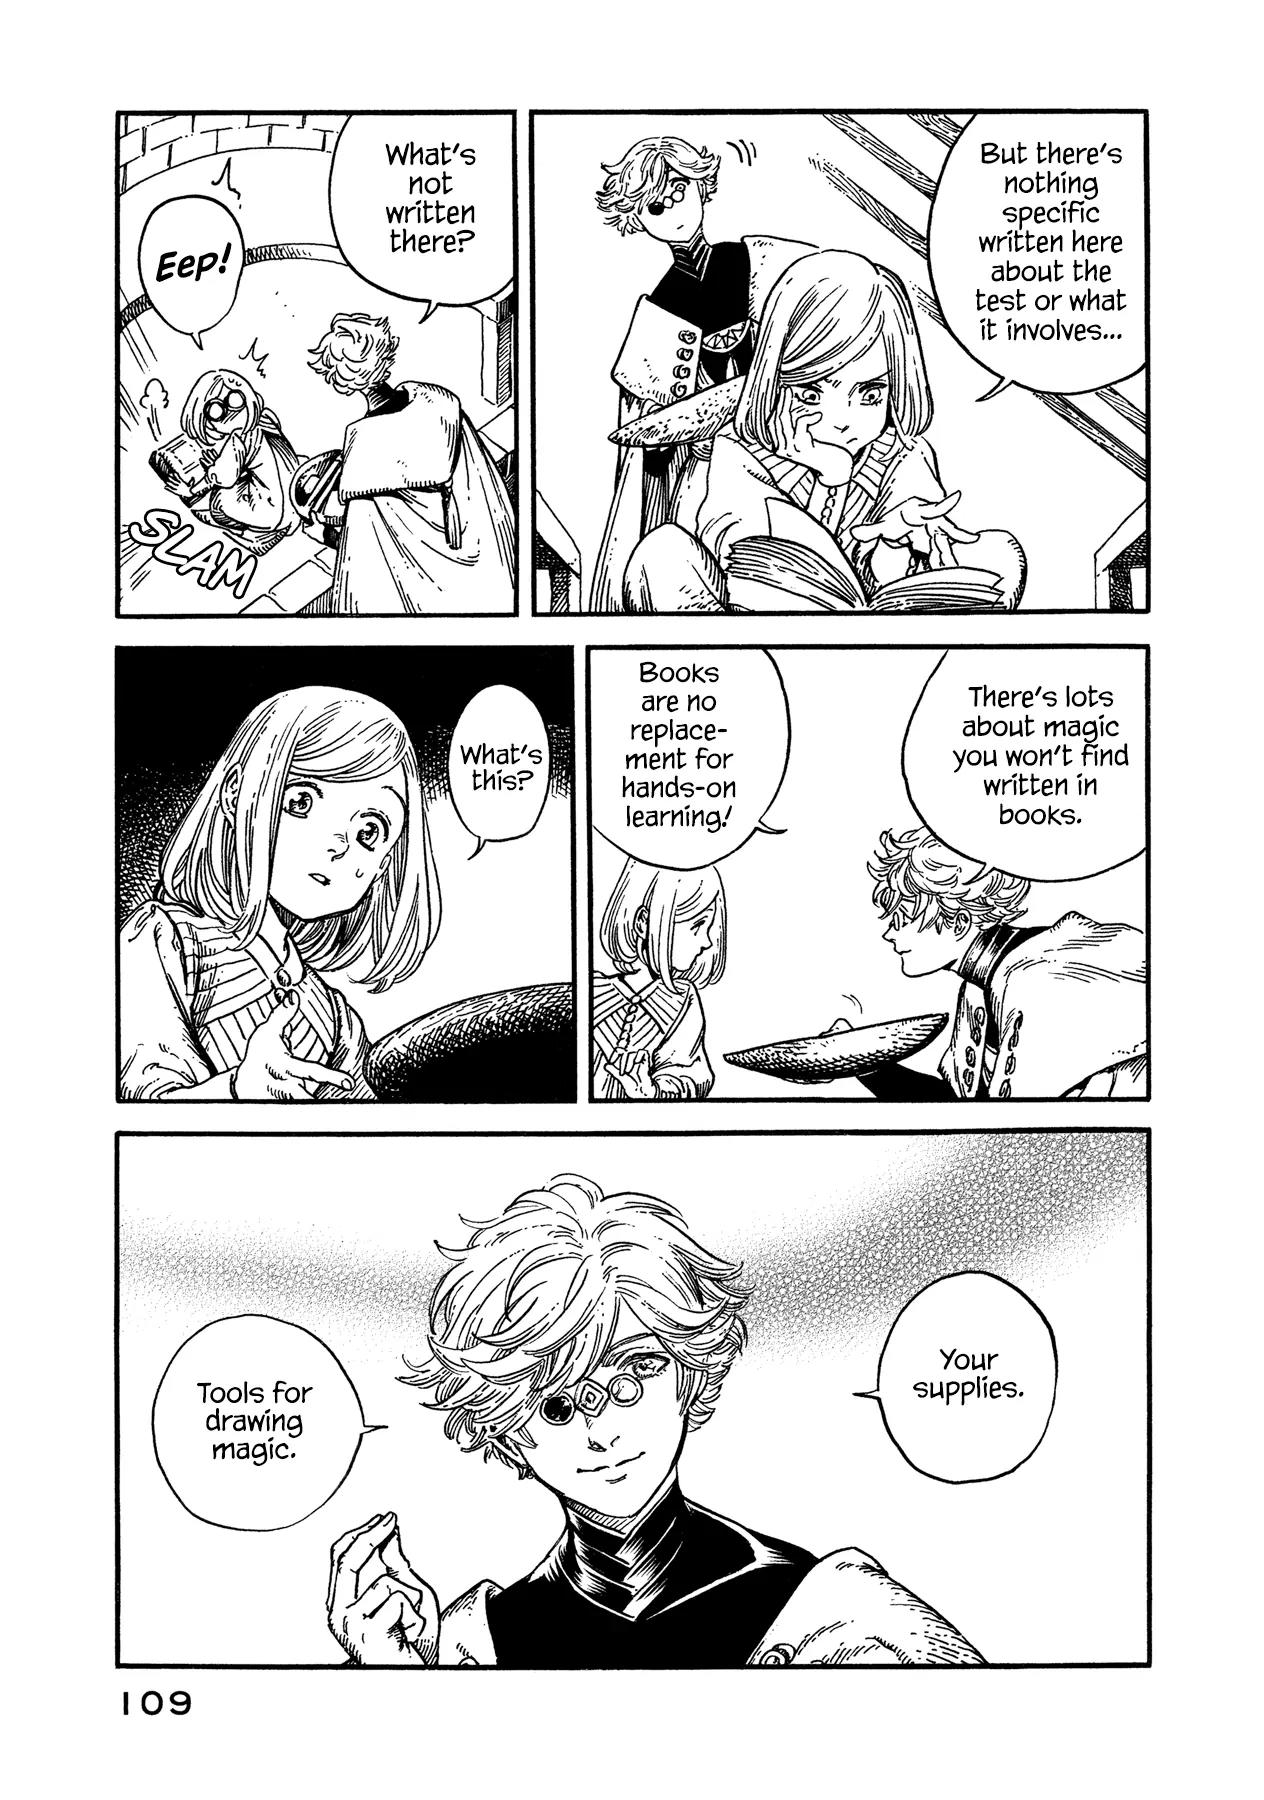 But there's
nothing
specific
written here
about the
test or what
it involves...
What's
not
written
there?
Eep!
SLAM
There's lots
about magic
you won't find
written in
books.
Books
are no
replace-
ment for
hands-on
learning!
What's
this?
Your
supplies.
Tools for
drawing
magic.
109